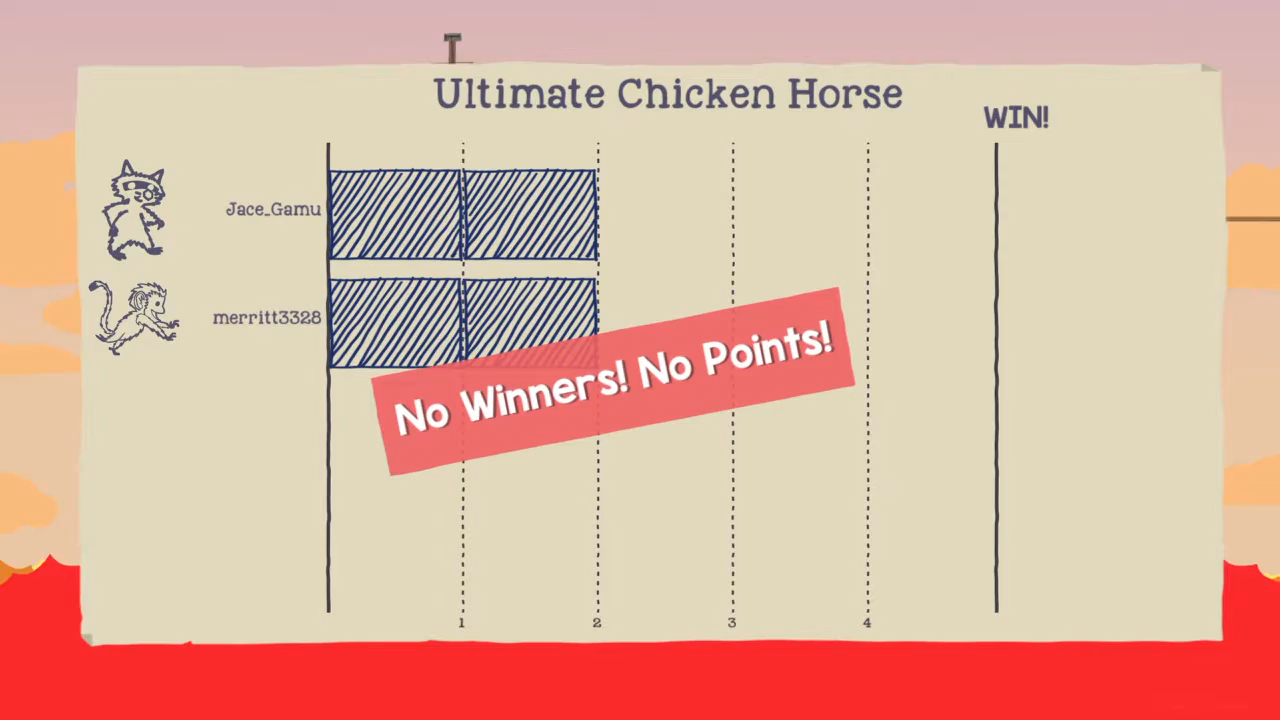 Ultimate Chicken Horse
WIN!
Jace_Gamu
merritt3328
No Winners! No Points!
1 2 3 4